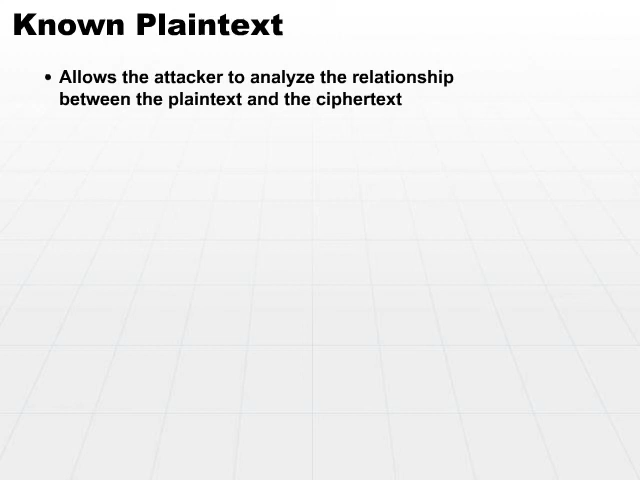 Known Plaintext
• Allows the attacker to analyze the relationship
between the plaintext and the ciphertext